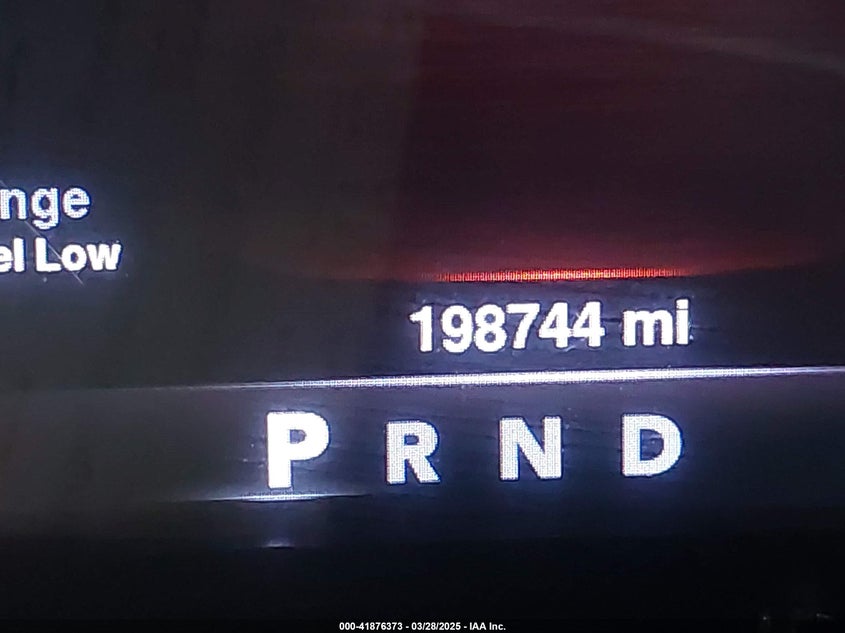 nge
el Low
198744 mi
P R N D
000-41876373 - 03/28/2025 - IAA Inc.